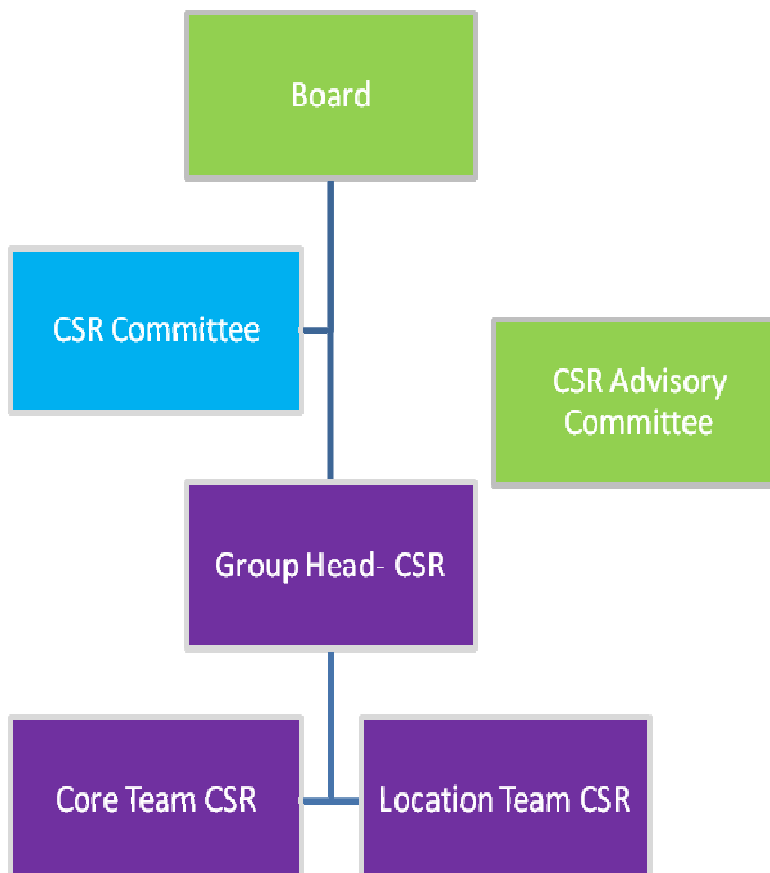 Board
CSR Committee
CSR Advisory
Committee
Group Head- CSR
Core Team CSR
Location Team CSR